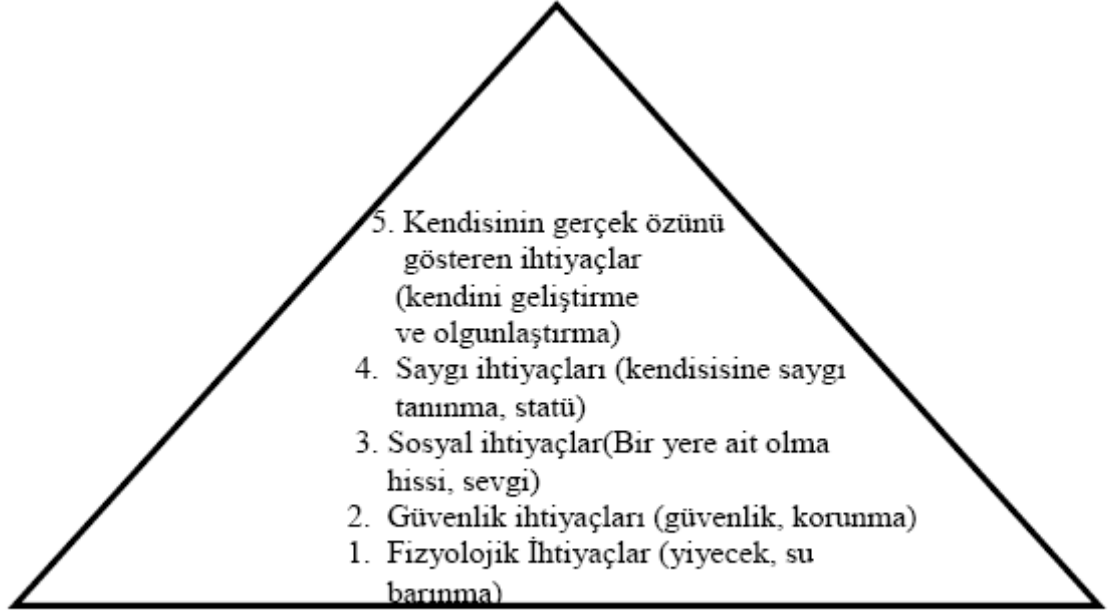 5. Kendisinin gerçek özünü
gösteren ihtiyaçlar
(kendini geliştirme
ve olgunlaştırma)
4. Saygı ihtiyaçları (kendisisine saygı
tanınma, statü)
3. Sosyal ihtiyaçlar(Bir yere ait olma
hissi, sevgi)
2. Güvenlik ihtiyaçları (güvenlik, korunma)
1. Fizyolojik İhtiyaçlar (yiyecek, su
barınma)